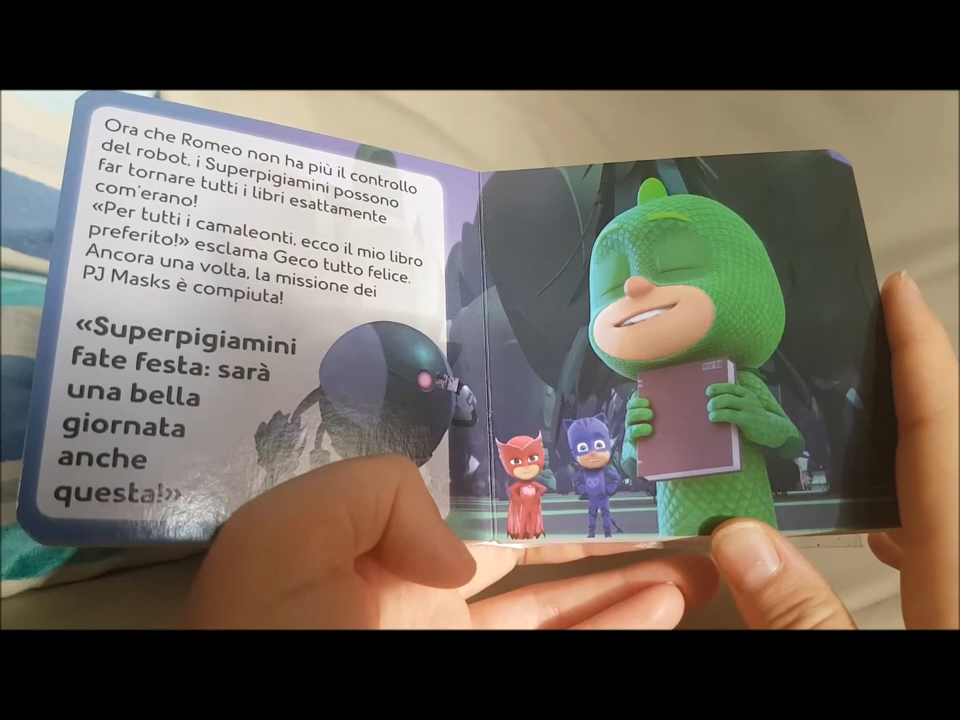 Ora che Romeo non ha più il controllo
del robot, i Superpigiamini possono
far tornare tutti i libri esattamente
com'erano!
«Per tutti i camaleonti, ecco il mio libro
preferito!» esclama Geco tutto felice.
Ancora una volta, la missione dei
PJ Masks è compiuta!
«Superpigiamini
fate festa: sarà
una bella
giornata
anche
questa!»